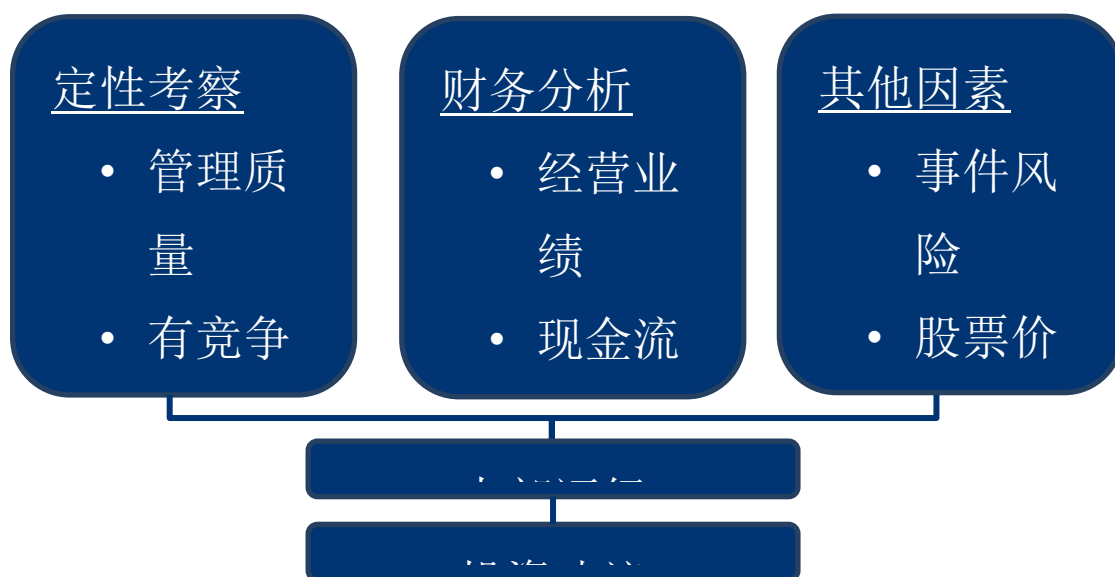 定性考察
• 管理质
量
• 有竞争
财务分析
• 经营业
绩
• 现金流
其他因素
• 事件风
险
• 股票价